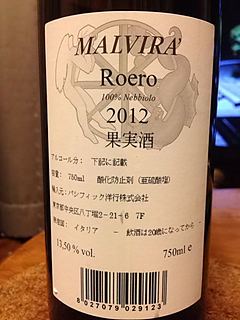 MALVIRA'
Roero
100% Nebbiolo
2012
果実酒
アルコール分: 下記に記載
容量: 750ml 酸化防止剤 (亜硫酸塩)
輸入元: パシフィック洋行株式会社
東京都中央区八丁堀2-21-6 7F
原産国: イタリア - 飲酒は20歳になってから -
13,50 % vol. 750ml e
8 027079 029123